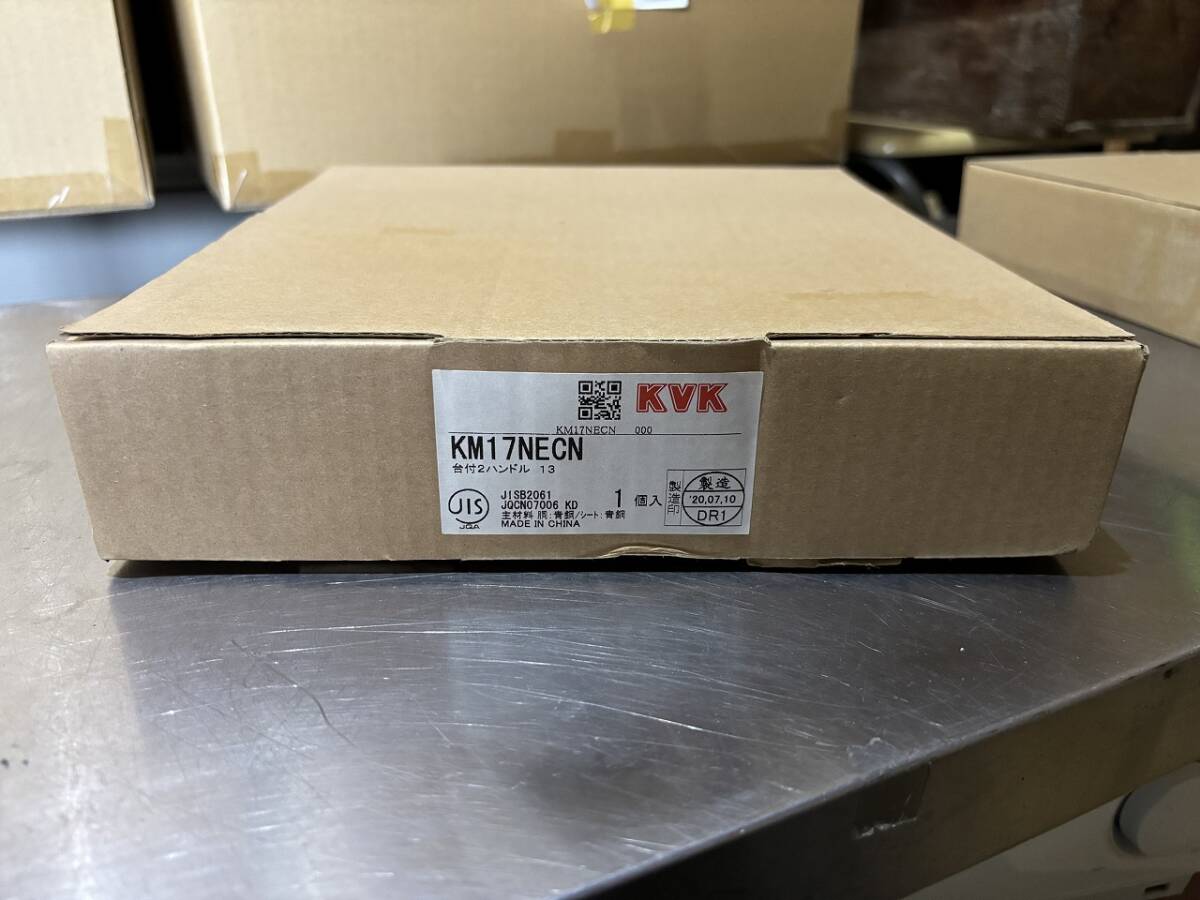 KVK
KM17NECN 000
KM17NECN
台付2ハンドル 13
JIS
JQA
JISB2061
JQCN07006 KD
1 個入
主材料 胴:青銅/シート:青銅
MADE IN CHINA
製造印
製造
'20,07,10
DR1